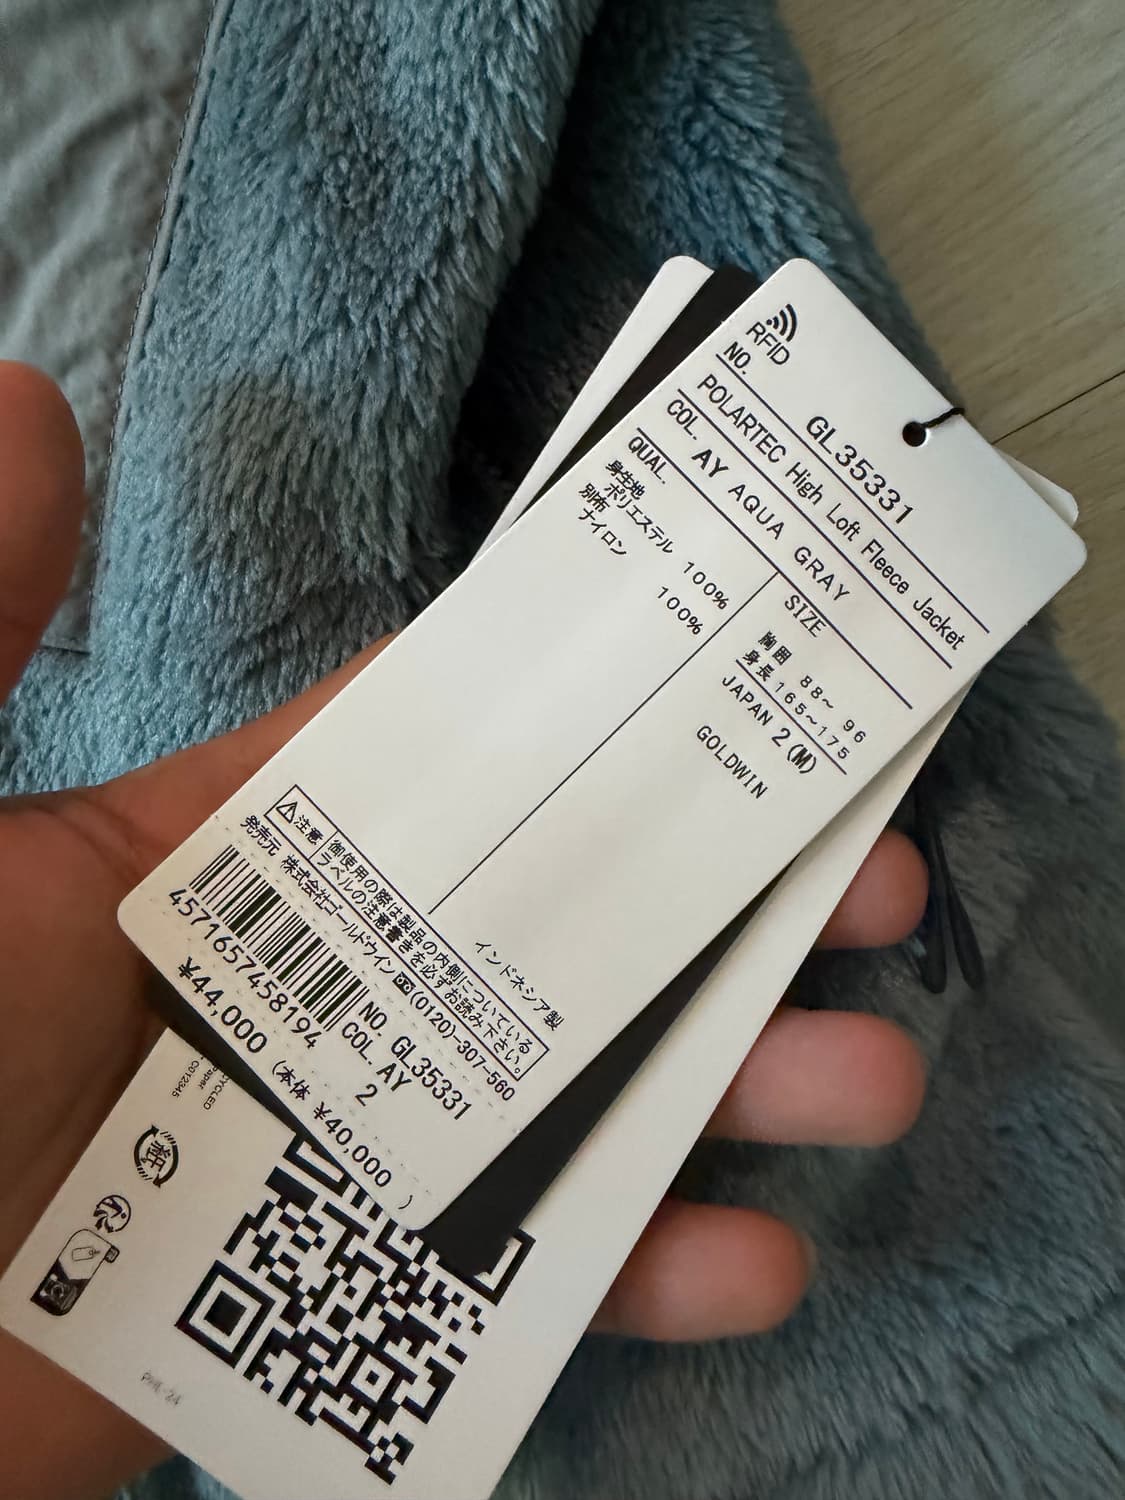 RFID
NO. GL35331
POLARTEC High Loft Fleece Jacket
COL. AY AQUA GRAY
QUAL.
身生地
ポリエステル 100%
別布
ナイロン 100%
SIZE
胸囲 88~ 96
身長 165~175
JAPAN 2(M)
GOLDWIN
インドネシア製
注意
御使用の際は製品の内側についている
ラベルの注意書きを必ずお読み下さい。
発売元 株式会社ゴールドウイン (0120)-307-560
4571657458194
NO. GL35331
COL. AY
2
¥44,000 (本体 ¥40,000 )
Paper
C012345
紙